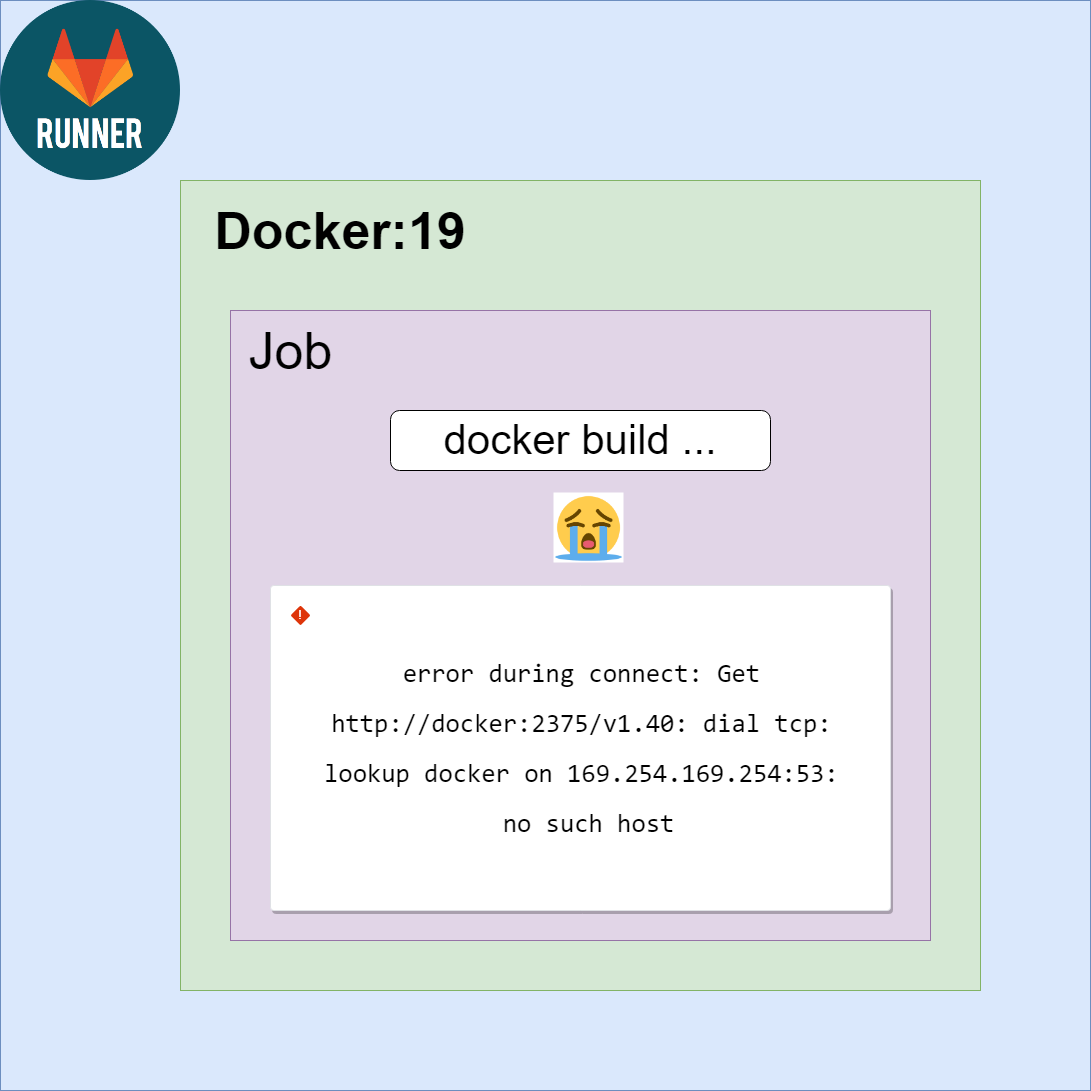 RUNNER
Docker:19
Job
docker build ...
!
error during connect: Get
http://docker:2375/v1.40: dial tcp:
lookup docker on 169.254.169.254:53:
no such host